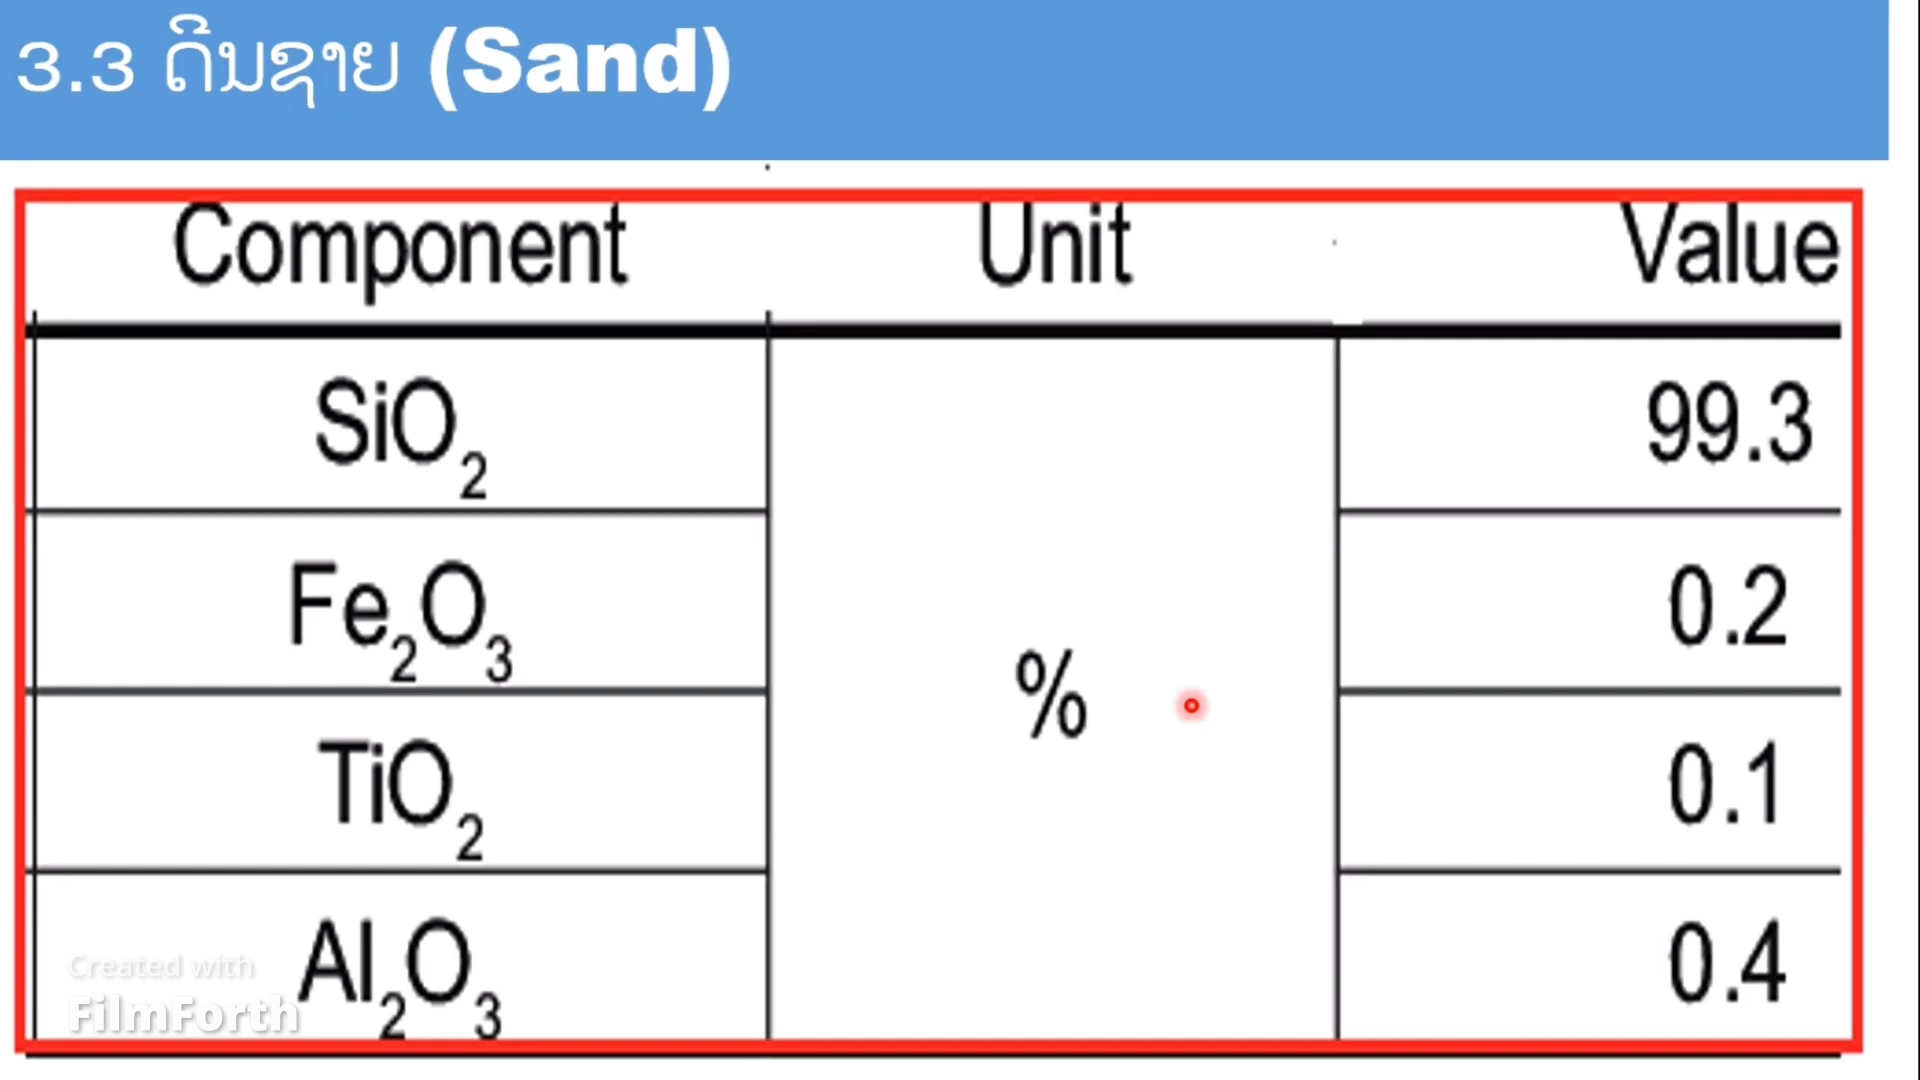 3.3 ດິນຊາຍ (Sand)
Component Unit Value
SiO₂ 99.3
Fe₂O₃ 0.2
%
TiO₂ 0.1
Al₂O₃ 0.4
Created with
FilmForth